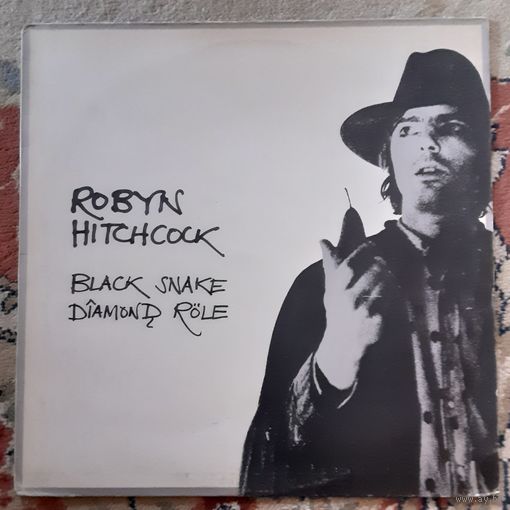 ROBYN
HITCHCOCK
BLACK SNAKE
DÎAMOND̨ RÖLE